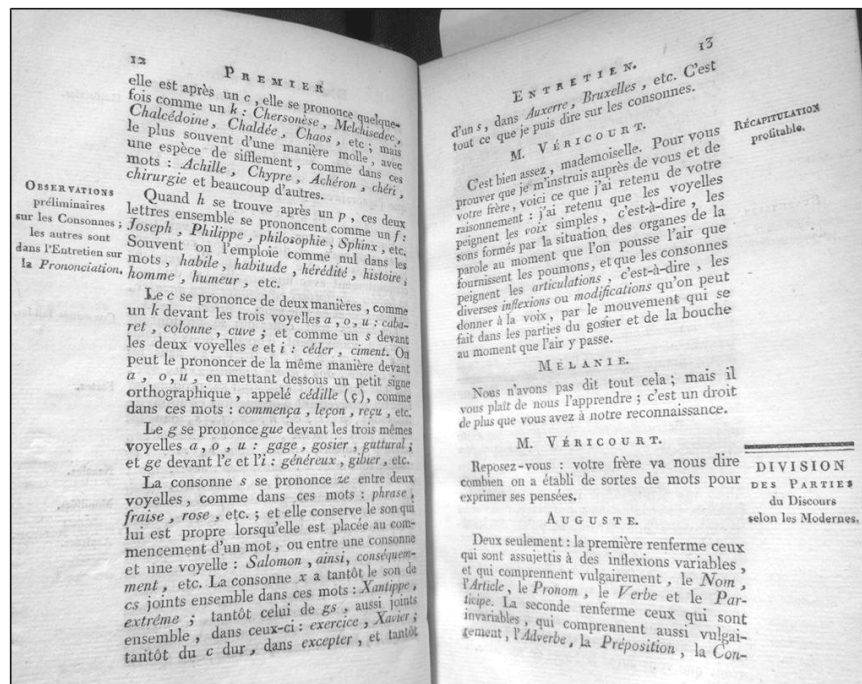 12
PREMIER
elle est après un c, elle se prononce quelque-
fois comme un k : Chersonèse, Melchisedec,
Chalcédoine, Chaldée, Chaos, etc ; mais
le plus souvent d'une manière molle, avec
une espèce de sifflement, comme dans ces
mots : Achille, Chypre, Achéron, chéri,
chirurgie et beaucoup d'autres.
OBSERVATIONS
préliminaires
sur les Consonnes ;
les autres sont
dans l'Entretien sur
la Prononciation.
Quand h se trouve après un p, ces deux
lettres ensemble se prononcent comme un f :
Joseph, Philippe, philosophie, Sphinx, etc.
Souvent on l'emploie comme nul dans les
mots, habile, habitude, hérédité, histoire,
homme, humeur, etc.
Le c se prononce de deux manières, comme
un k devant les trois voyelles a, o, u : caba-
ret, colonne, cuve ; et comme un s devant
les deux voyelles e et i : céder, ciment. On
peut le prononcer de la même manière devant
a, o, u, en mettant dessous un petit signe
orthographique, appelé cédille (ç), comme
dans ces mots : commença, leçon, reçu, etc.
Le g se prononce gue devant les trois mêmes
voyelles a, o, u : gage, gosier, guttural ;
et ge devant l'e et l'i : généreux, gibier, etc.
La consonne s se prononce ze entre deux
voyelles, comme dans ces mots : phrase,
fraise, rose, etc. ; et elle conserve le son qui
lui est propre lorsqu'elle est placée au com-
mencement d'un mot, ou entre une consonne
et une voyelle : Salomon, ainsi, conséquem-
ment, etc. La consonne x a tantôt le son de
cs joints ensemble dans ces mots : Xantippe,
extrême ; tantôt celui de gs, aussi joints
ensemble, dans ceux-ci : exercice, Xavier ;
tantôt du c dur, dans excepter, et tantôt
13
ENTRETIEN.
d'un s, dans Auxerre, Bruxelles, etc. C'est
tout ce que je puis dire sur les consonnes.
M. VÉRICOURT.
RÉCAPITULATION
profitable.
C'est bien assez, mademoiselle. Pour vous
prouver que je m'instruis auprès de vous et de
votre frère, voici ce que j'ai retenu de votre
raisonnement : j'ai retenu que les voyelles
peignent les voix simples, c'est-à-dire, les
sons formés par la situation des organes de la
parole au moment que l'on pousse l'air que
fournissent les poumons, et que les consonnes
peignent les articulations, c'est-à-dire, les
diverses inflexions ou modifications qu'on peut
donner à la voix, par le mouvement qui se
fait dans les parties du gosier et de la bouche
au moment que l'air y passe.
MÉLANIE.
Nous n'avons pas dit tout cela ; mais il
vous plaît de nous l'apprendre ; c'est un droit
de plus que vous avez à notre reconnaissance.
M. VÉRICOURT.
Reposez-vous : votre frère va nous dire
combien on a établi de sortes de mots pour
exprimer ses pensées.
DIVISION
DES PARTIES
du Discours
selon les Modernes.
AUGUSTE.
Deux seulement : la première renferme ceux
qui sont assujettis à des inflexions variables,
et qui comprennent vulgairement, le Nom,
l'Article, le Pronom, le Verbe et le Par-
ticipe. La seconde renferme ceux qui sont
invariables, qui comprennent aussi vulgai-
rement, l'Adverbe, la Préposition, la Con-